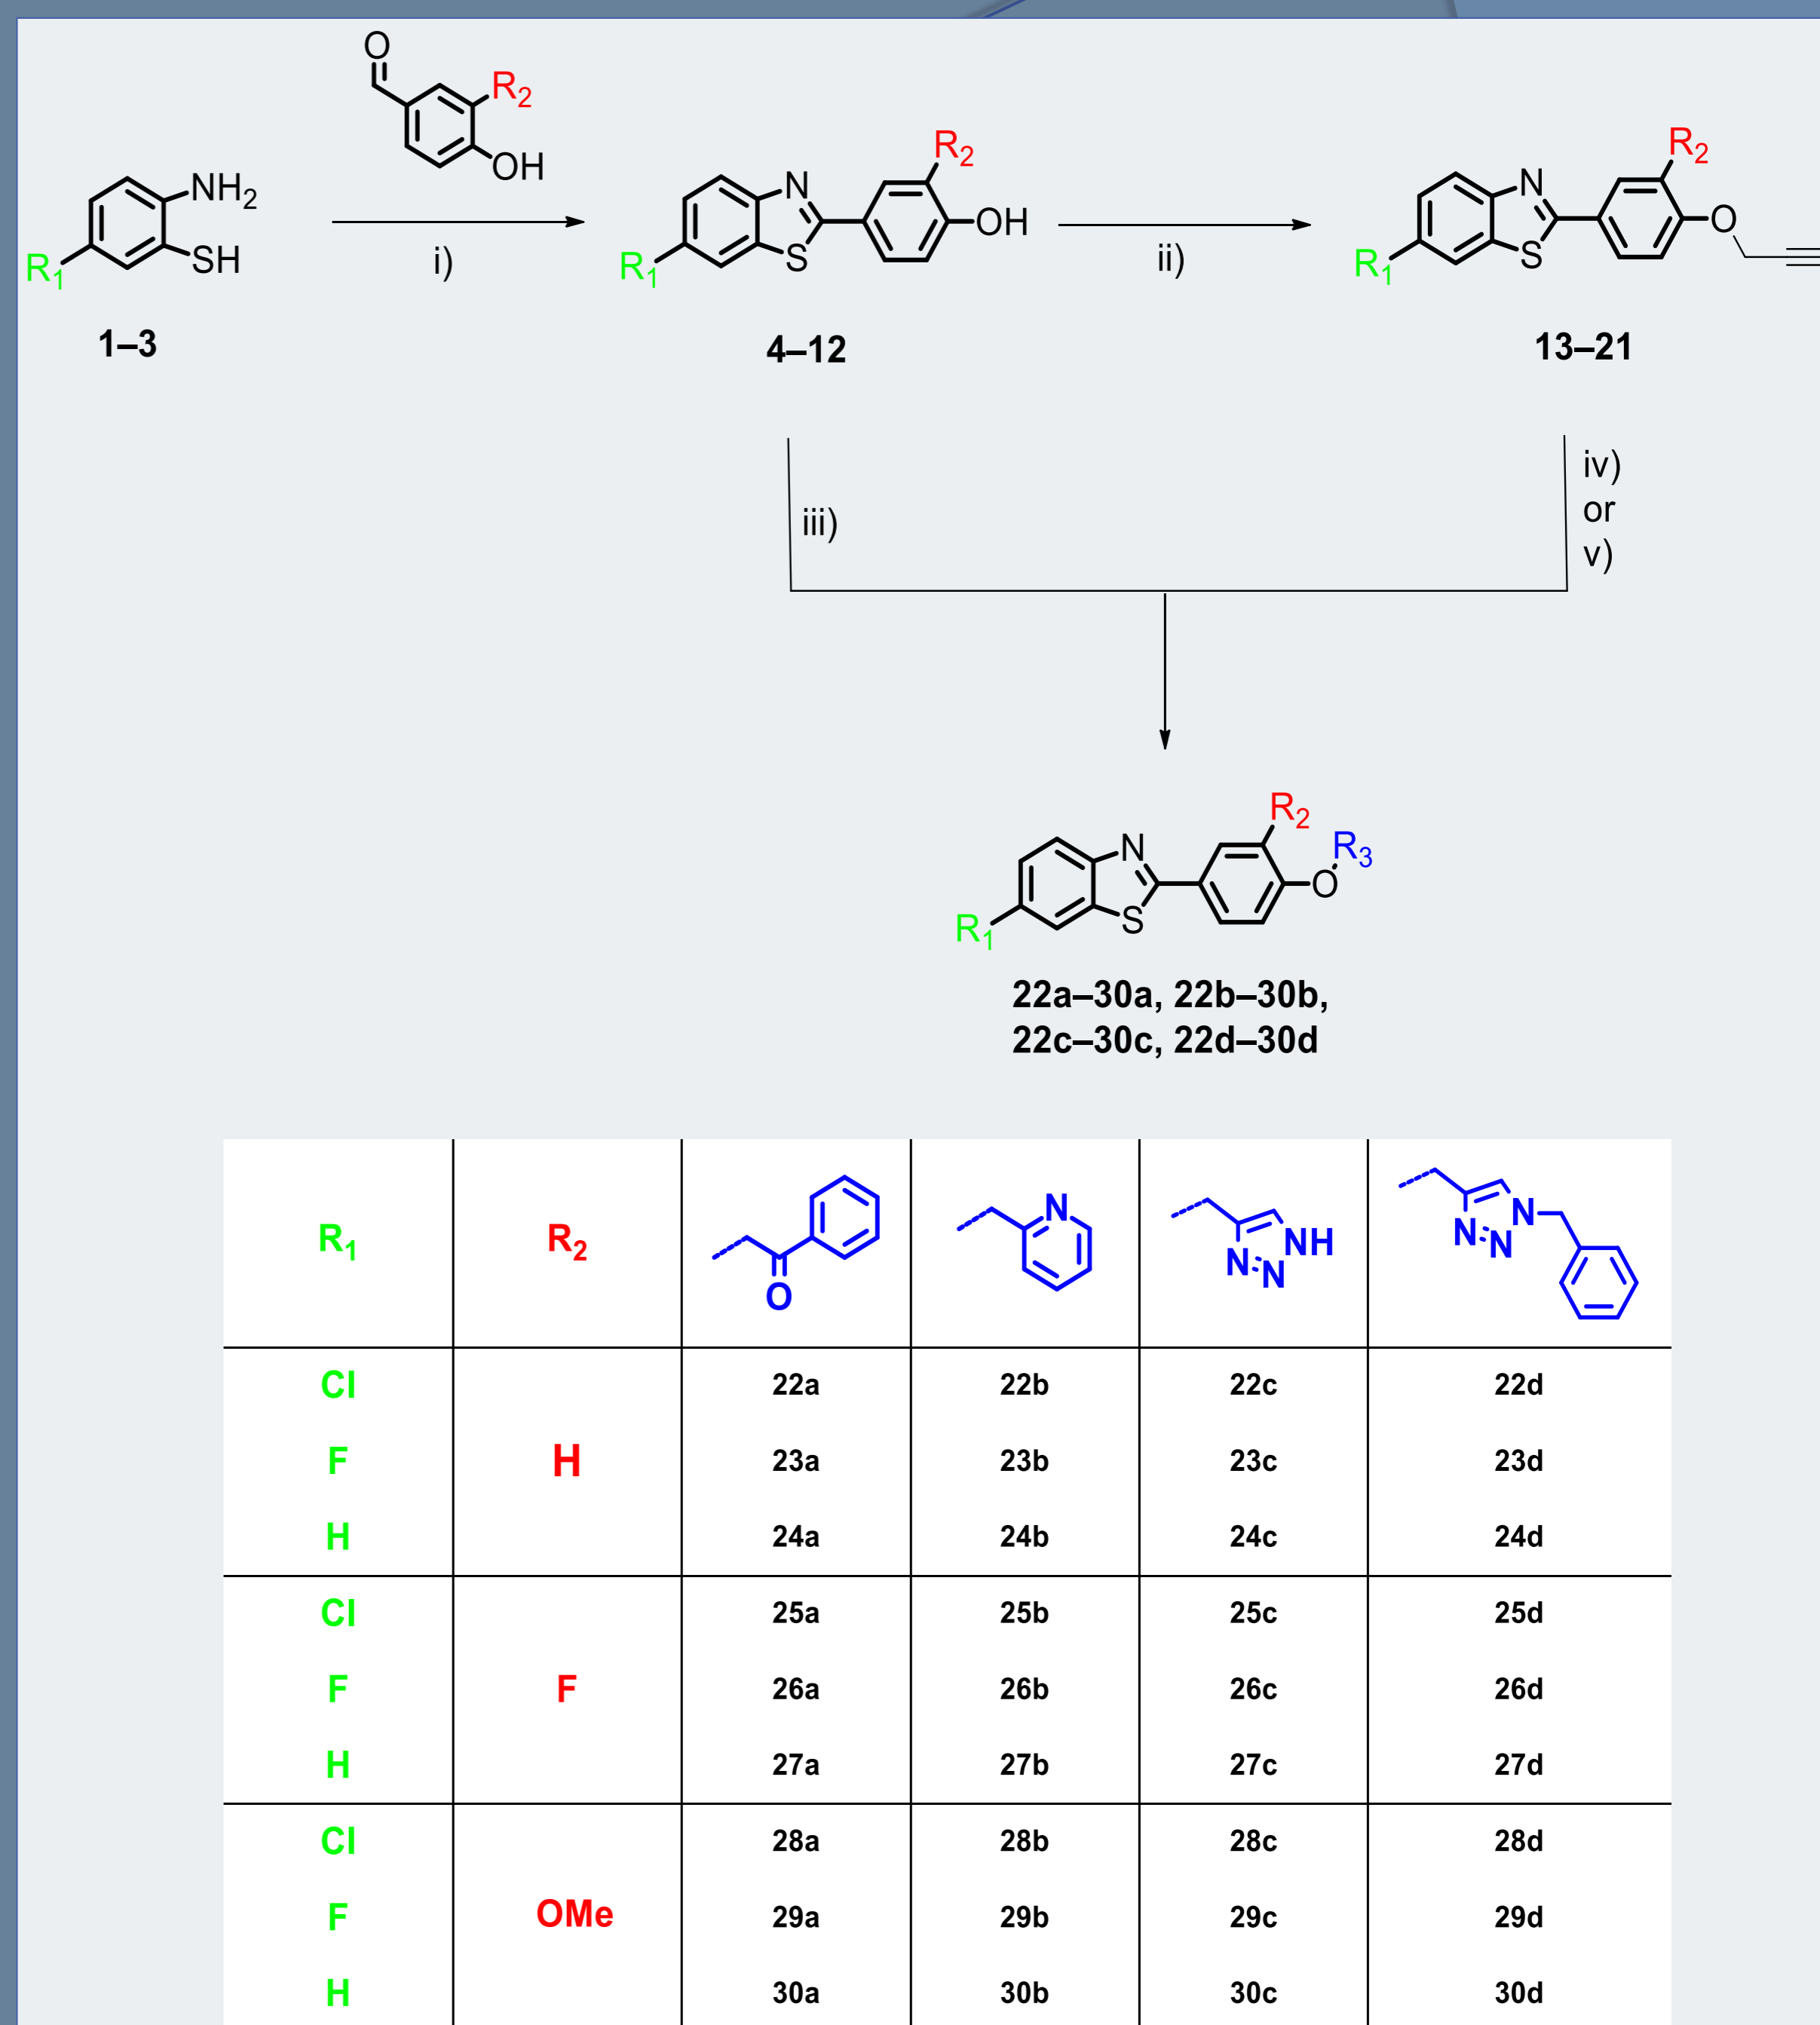 O
R2
OH
NH2
SH
R1
i)
1–3
R2
N
OH
S
R1
ii)
4–12
R2
N
O
S
R1
13–21
iii)
iv)
or
v)
R2
R3
N
O
S
R1
22a–30a, 22b–30b,
22c–30c, 22d–30d
R1 R2
O
N
NH
N
N
N
N
N
Cl 22a 22b 22c 22d
F H 23a 23b 23c 23d
H 24a 24b 24c 24d
Cl 25a 25b 25c 25d
F F 26a 26b 26c 26d
H 27a 27b 27c 27d
Cl 28a 28b 28c 28d
F OMe 29a 29b 29c 29d
H 30a 30b 30c 30d